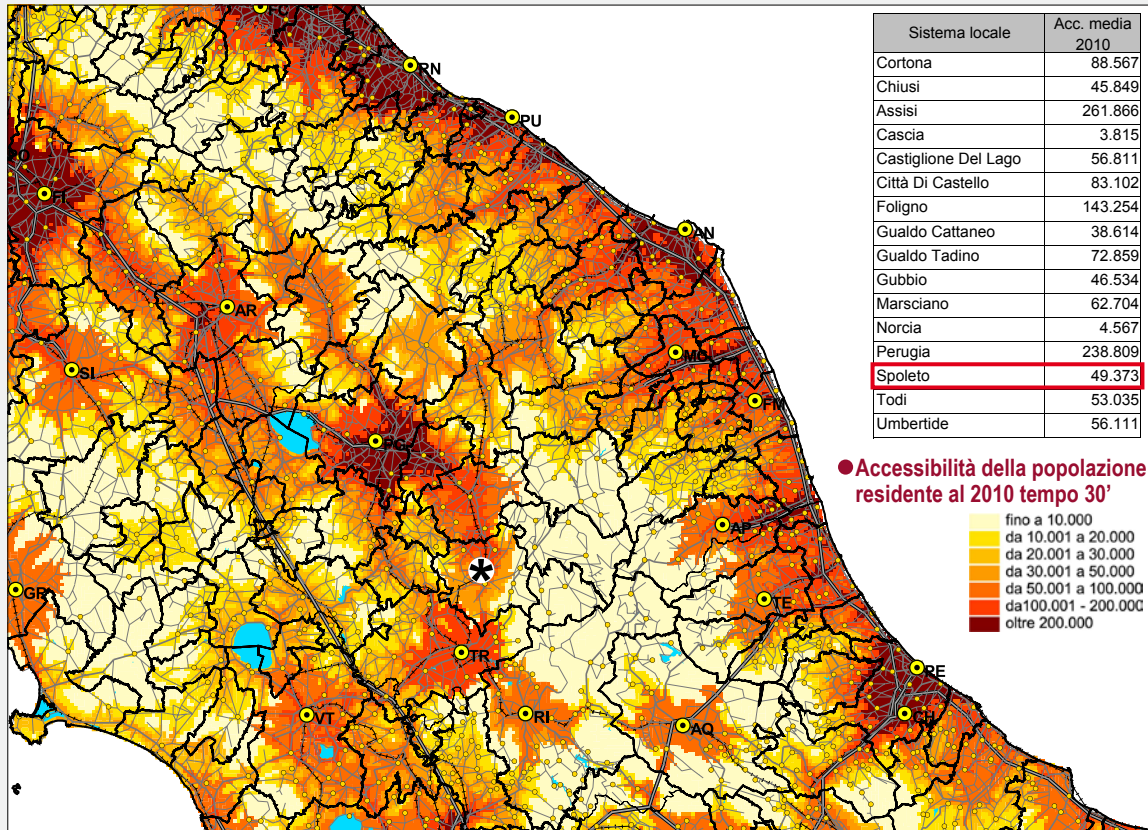 Sistema locale Acc. media 2010
Cortona 88.567
Chiusi 45.849
Assisi 261.866
Cascia 3.815
Castiglione Del Lago 56.811
Città Di Castello 83.102
Foligno 143.254
Gualdo Cattaneo 38.614
Gualdo Tadino 72.859
Gubbio 46.534
Marsciano 62.704
Norcia 4.567
Perugia 238.809
Spoleto 49.373
Todi 53.035
Umbertide 56.111
Accessibilità della popolazione
residente al 2010 tempo 30'
fino a 10.000
da 10.001 a 20.000
da 20.001 a 30.000
da 30.001 a 50.000
da 50.001 a 100.000
da100.001 - 200.000
oltre 200.000
RN
PU
FI
AN
AR
MC
SI
FM
PG
AP
*
GR
TE
TR
PE
VT
RI
CH
AQ